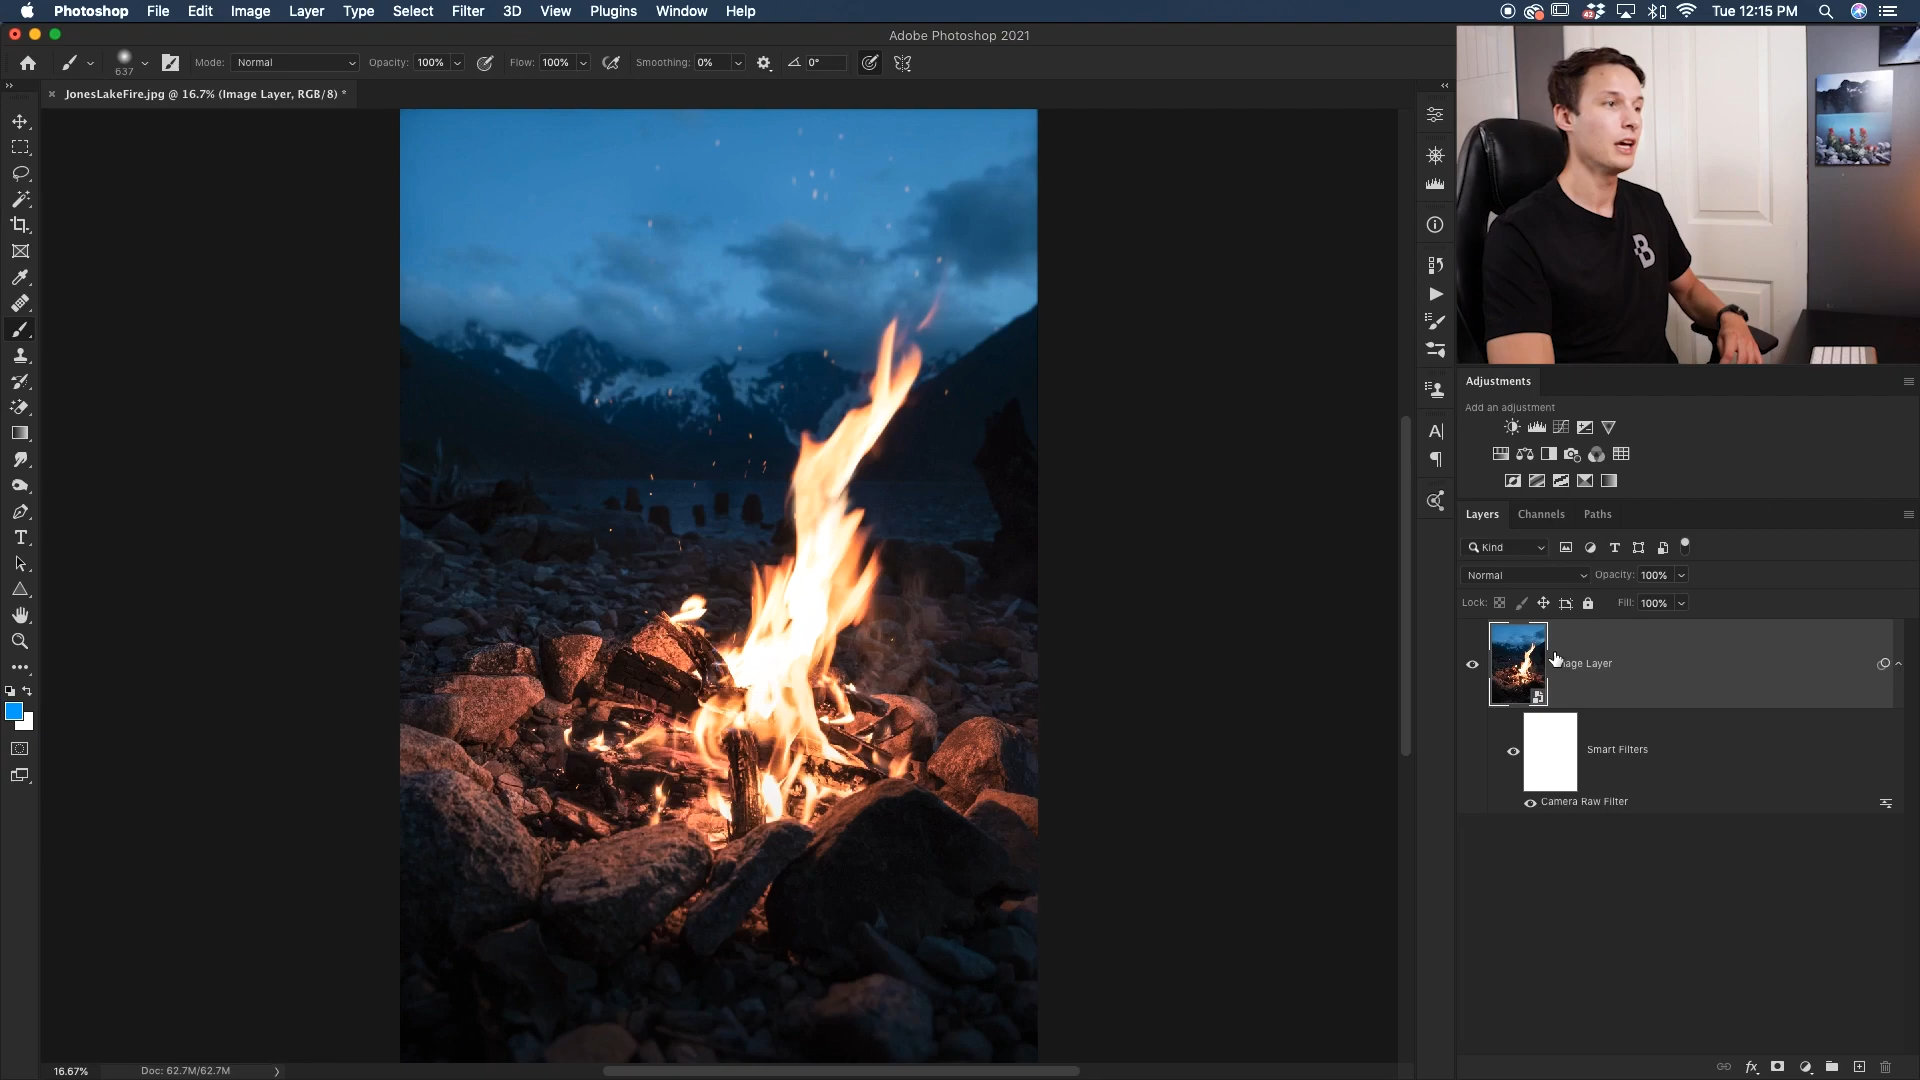 Photoshop File Edit Image Layer Type Select Filter 3D View Plugins Window Help
42
Tue 12:15 PM
Adobe Photoshop 2021
637
Mode: Normal
Opacity: 100%
Flow: 100%
Smoothing: 0%
0°
JonesLakeFire.jpg @ 16.7% (Image Layer, RGB/8) *
B
Adjustments
Add an adjustment
Layers Channels Paths
Kind
Normal
Opacity: 100%
Lock:
Fill: 100%
Layer
Smart Filters
Camera Raw Filter
16.67%
Doc: 62.7M/62.7M
fx